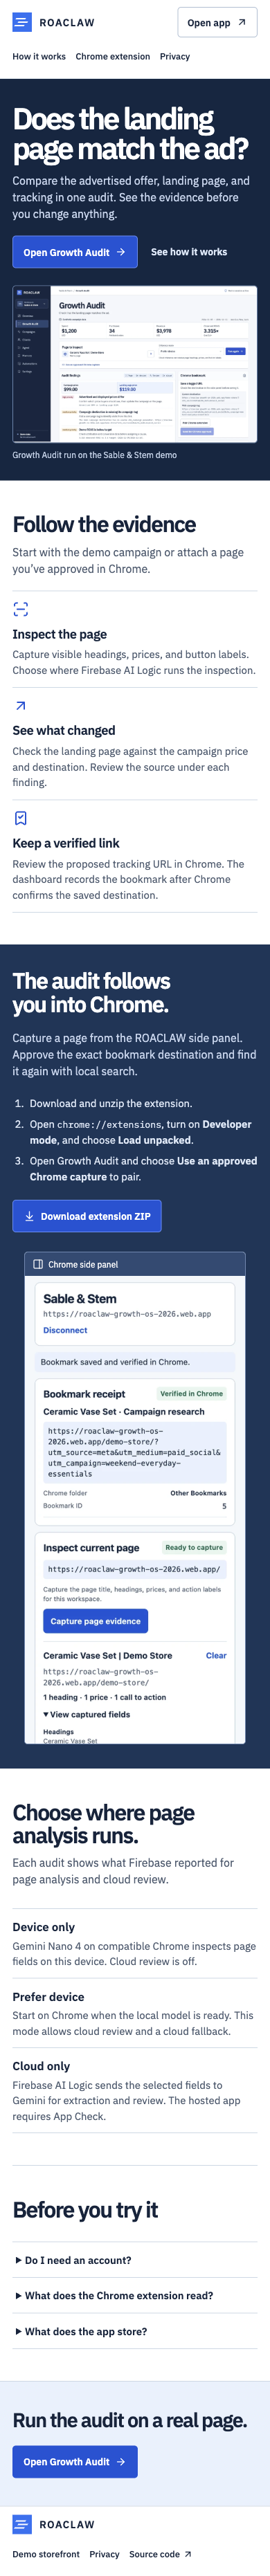 ROACLAW
Open app
How it works Chrome extension Privacy
Does the landing
page match the ad?
Compare the advertised offer, landing page, and
tracking in one audit. See the evidence before
you change anything.
Open Growth Audit
See how it works
ROACLAW
Growth Audit
$1,200
34
$3,978
3.315×
Audit findings
$99.00
$119.00
Growth Audit run on the Sable & Stem demo
Follow the evidence
Start with the demo campaign or attach a page
you've approved in Chrome.
Inspect the page
Capture visible headings, prices, and button labels.
Choose where Firebase AI Logic runs the inspection.
See what changed
Check the landing page against the campaign price
and destination. Review the source under each
finding.
Keep a verified link
Review the proposed tracking URL in Chrome. The
dashboard records the bookmark after Chrome
confirms the saved destination.
The audit follows
you into Chrome.
Capture a page from the ROACLAW side panel.
Approve the exact bookmark destination and find
it again with local search.
1. Download and unzip the extension.
2. Open chrome://extensions, turn on Developer
mode, and choose Load unpacked.
3. Open Growth Audit and choose Use an approved
Chrome capture to pair.
Download extension ZIP
Chrome side panel
Sable & Stem
https://roaclaw-growth-os-2026.web.app
Disconnect
Bookmark saved and verified in Chrome.
Bookmark receipt
Verified in Chrome
Ceramic Vase Set · Campaign research
https://roaclaw-growth-os-
2026.web.app/demo-store/?
utm_source=meta&utm_medium=paid_social&
utm_campaign=weekend-everyday-
essentials
Chrome folder Other Bookmarks
Bookmark ID 5
Inspect current page
Ready to capture
https://roaclaw-growth-os-2026.web.app/
Capture the page title, headings, prices, and action labels
for this workspace.
Capture page evidence
Ceramic Vase Set | Demo Store Clear
https://roaclaw-growth-os-
2026.web.app/demo-store/
1 heading · 1 price · 1 call to action
View captured fields
Headings
Ceramic Vase Set
Choose where page
analysis runs.
Each audit shows what Firebase reported for
page analysis and cloud review.
Device only
Gemini Nano 4 on compatible Chrome inspects page
fields on this device. Cloud review is off.
Prefer device
Start on Chrome when the local model is ready. This
mode allows cloud review and a cloud fallback.
Cloud only
Firebase AI Logic sends the selected fields to
Gemini for extraction and review. The hosted app
requires App Check.
Before you try it
Do I need an account?
What does the Chrome extension read?
What does the app store?
Run the audit on a real page.
Open Growth Audit
ROACLAW
Demo storefront Privacy Source code